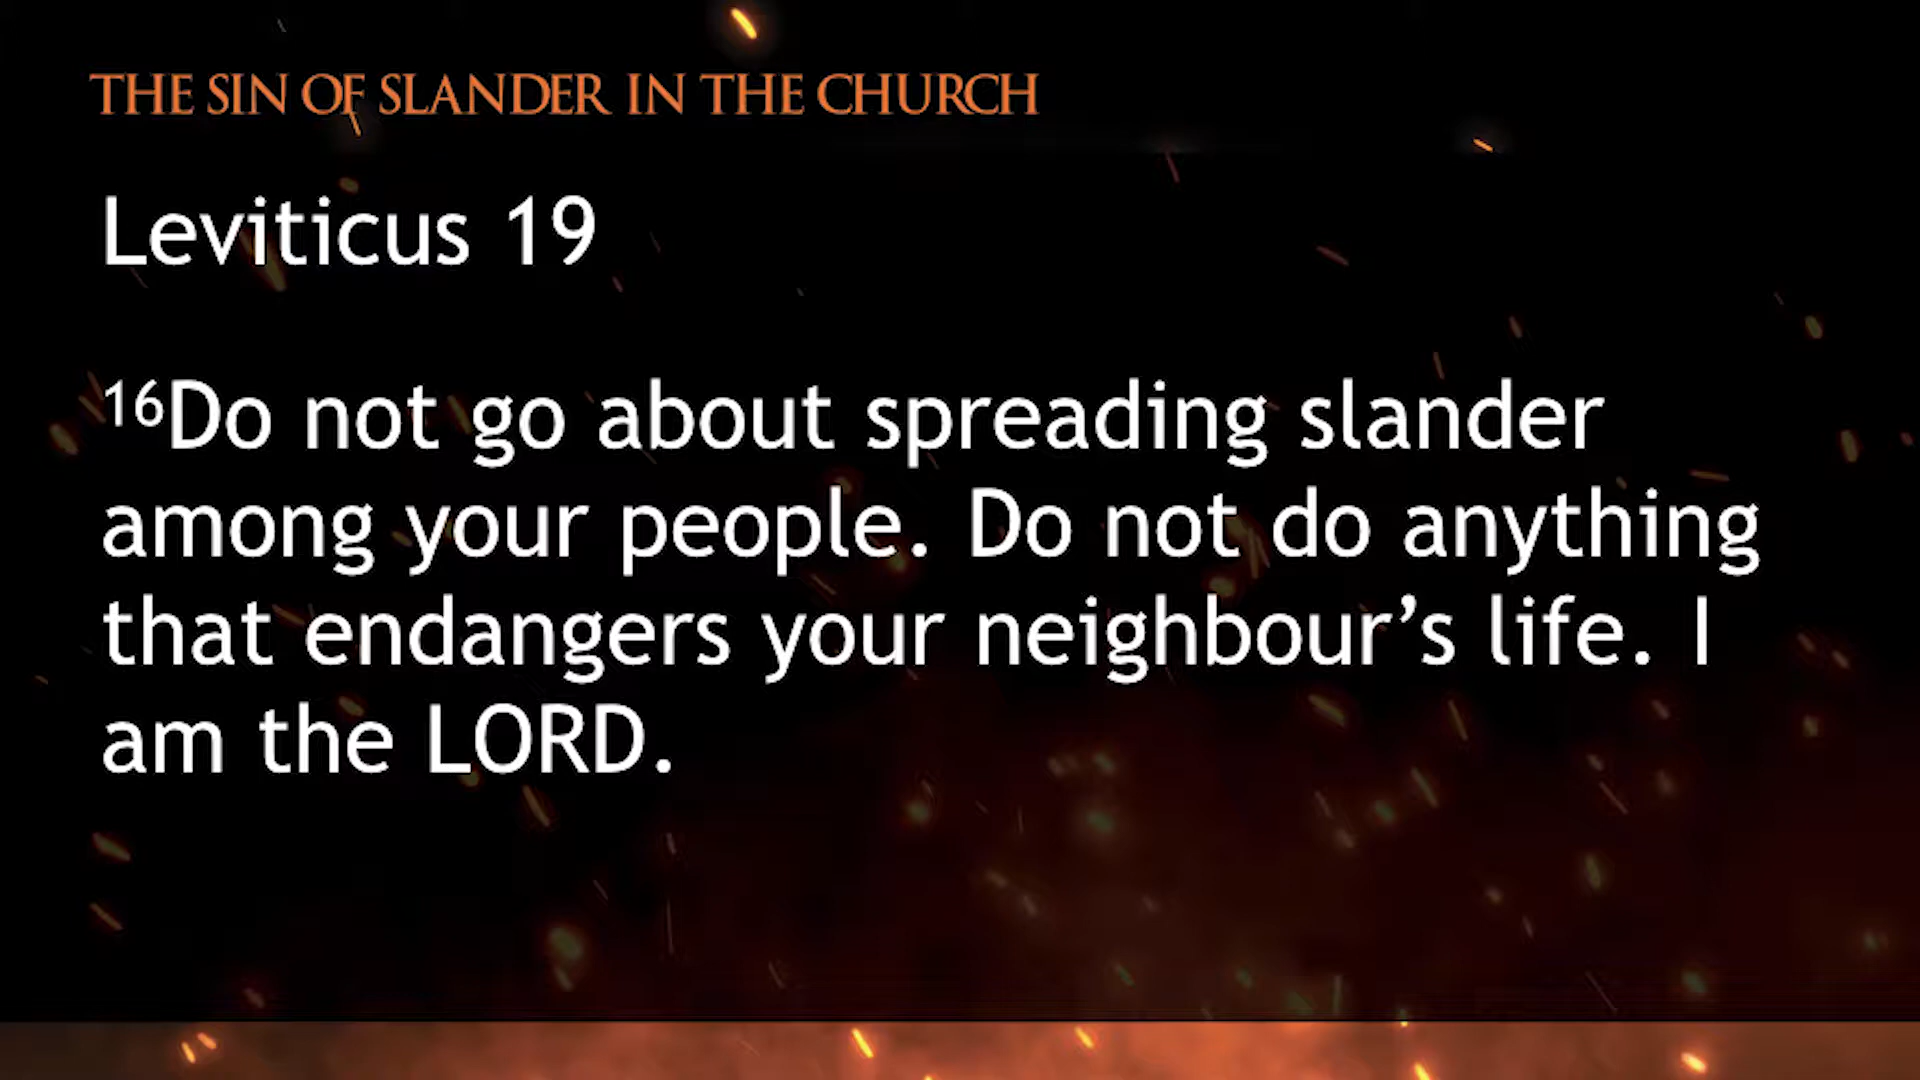 THE SIN OF SLANDER IN THE CHURCH
Leviticus 19
16Do not go about spreading slander
among your people. Do not do anything
that endangers your neighbour’s life. I
am the LORD.